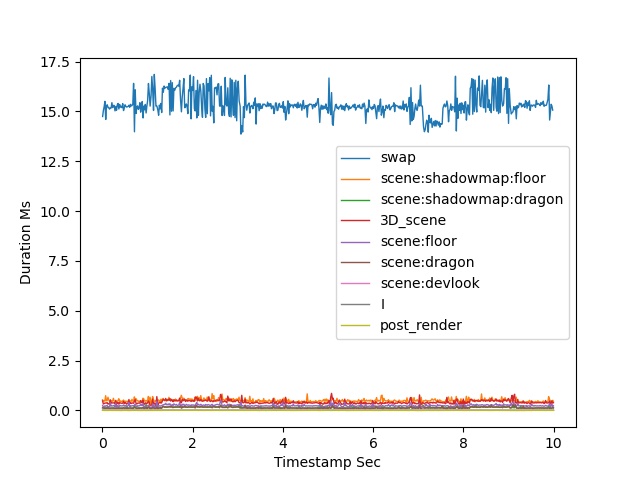 17.5
15.0
12.5
10.0
7.5
5.0
2.5
0.0
Duration Ms
swap
scene:shadowmap:floor
scene:shadowmap:dragon
3D_scene
scene:floor
scene:dragon
scene:devlook
I
post_render
0 2 4 6 8 10
Timestamp Sec